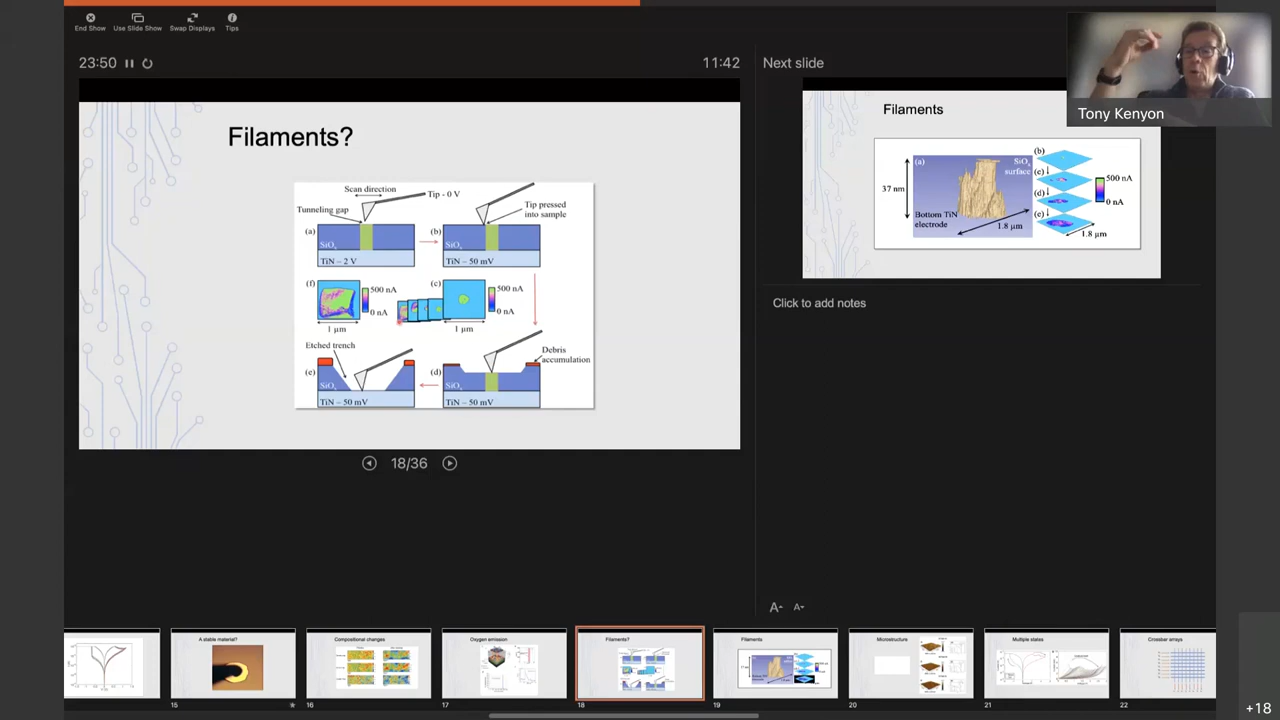 End Show
Use Slide Show
Swap Displays
Tips
23:50
11:42
Next slide
Tony Kenyon
Filaments?
Scan direction
Tip - 0 V
Tunneling gap
Tip pressed
into sample
(a)
SiOx
TiN – 2 V
(b)
SiOx
TiN – 50 mV
(f)
500 nA
0 nA
1 μm
(c)
500 nA
0 nA
1 μm
Etched trench
Debris
accumulation
(e)
SiOx
TiN – 50 mV
(d)
SiOx
TiN – 50 mV
18/36
Filaments
(a)
SiOx
surface
37 nm
Bottom TiN
electrode
1.8 μm
(b)
(c)
(d)
(e)
500 nA
0 nA
1.8 μm
Click to add notes
A
A
A stable material?
Compositional changes
Oxygen emission
Filaments?
Filaments
Microstructure
Multiple states
Crossbar arrays
15
16
17
18
19
20
21
22
+18